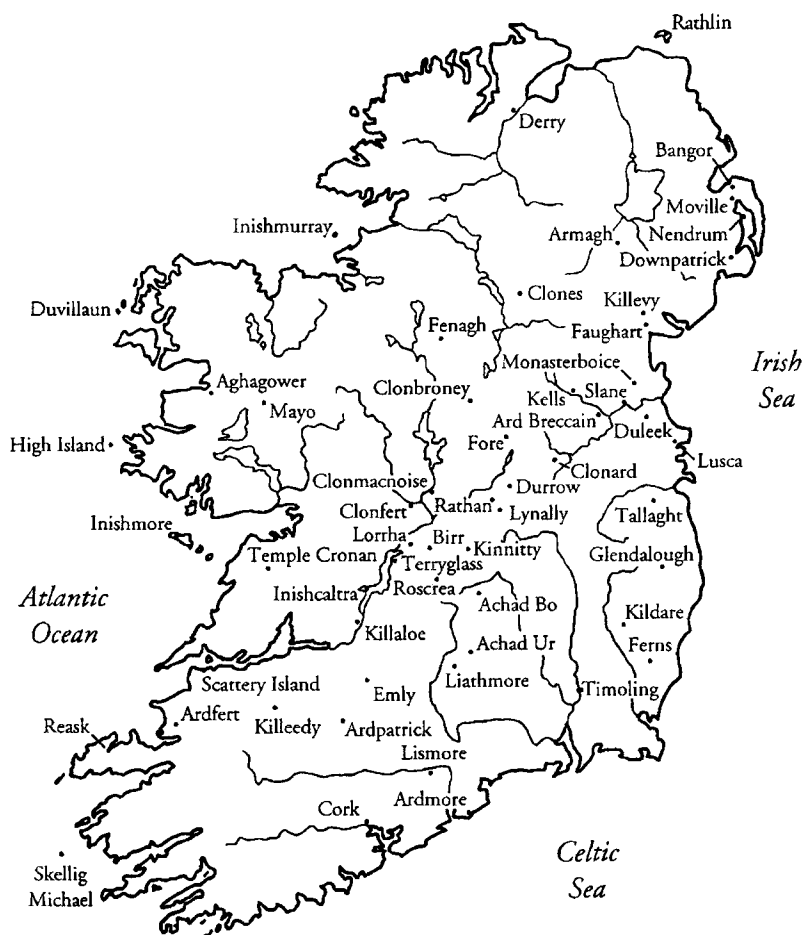 Rathlin
Derry
Bangor
Moville
Inishmurray
Armagh
Nendrum
Downpatrick
Clones
Killevy
Duvillaun
Fenagh
Faughart
Irish
Sea
Monasterboice
Aghagower
Clonbroney
Kells
Slane
Mayo
Ard Breccain
Duleek
High Island
Fore
Clonard
Lusca
Clonmacnoise
Durrow
Clonfert
Rathan
Lynally
Tallaght
Inishmore
Lorrha
Birr
Kinnitty
Temple Cronan
Terryglass
Glendalough
Inishcaltra
Roscrea
Atlantic
Ocean
Achad Bo
Kildare
Killaloe
Achad Ur
Ferns
Liathmore
Scattery Island
Emly
Timoling
Reask
Ardfert
Killeedy
Ardpatrick
Lismore
Cork
Ardmore
Skellig
Michael
Celtic
Sea